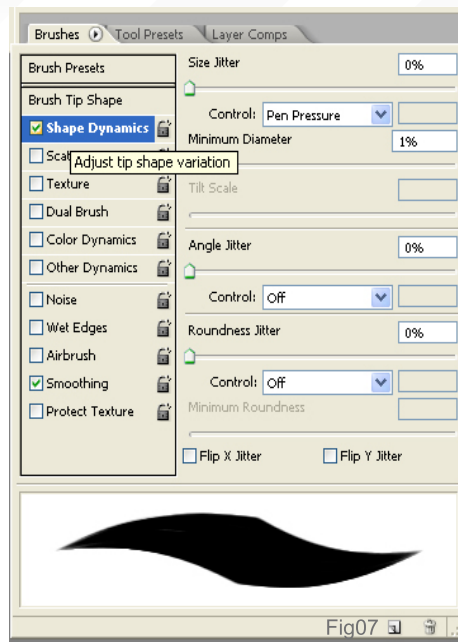 Brushes Tool Presets Layer Comps
Brush Presets
Brush Tip Shape
Shape Dynamics
Adjust tip shape variation
Texture
Dual Brush
Color Dynamics
Other Dynamics
Noise
Wet Edges
Airbrush
Smoothing
Protect Texture
Size Jitter 0%
Control: Pen Pressure
Minimum Diameter 1%
Tilt Scale
Angle Jitter 0%
Control: Off
Roundness Jitter 0%
Control: Off
Minimum Roundness
Flip X Jitter Flip Y Jitter
Fig07